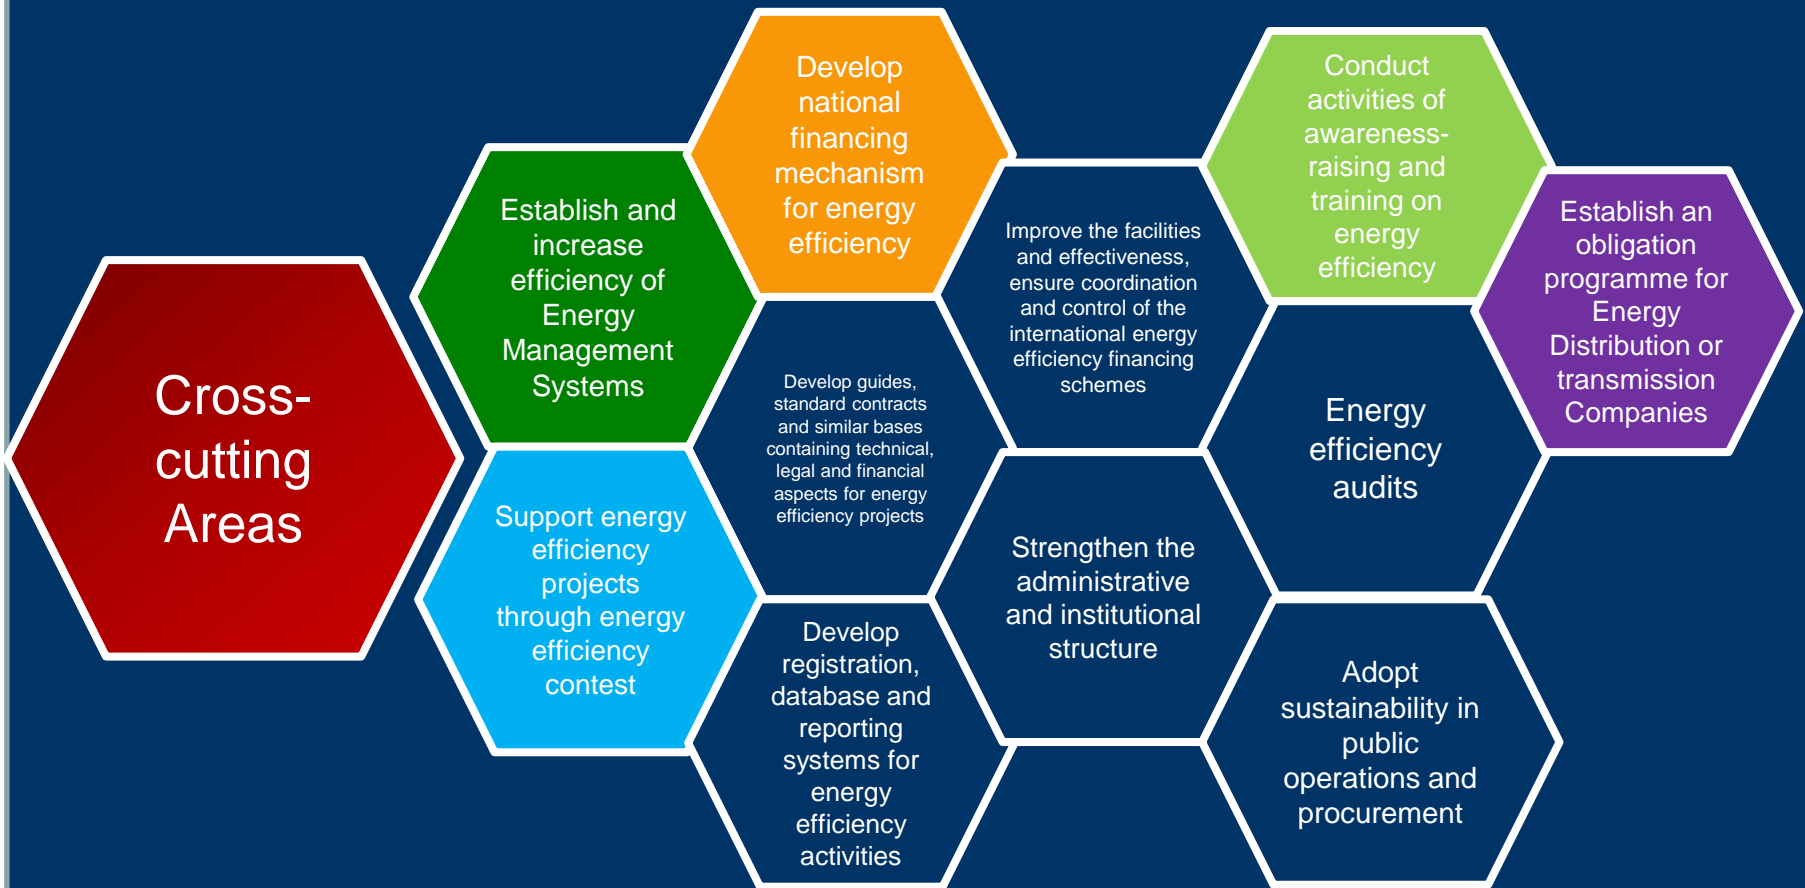 Cross-
cutting
Areas
Establish and
increase
efficiency of
Energy
Management
Systems
Support energy
efficiency
projects
through energy
efficiency
contest
Develop
national
financing
mechanism
for energy
efficiency
Develop guides,
standard contracts
and similar bases
containing technical,
legal and financial
aspects for energy
efficiency projects
Develop
registration,
database and
reporting
systems for
energy
efficiency
activities
Improve the facilities
and effectiveness,
ensure coordination
and control of the
international energy
efficiency financing
schemes
Strengthen the
administrative
and institutional
structure
Conduct
activities of
awareness-
raising and
training on
energy
efficiency
Energy
efficiency
audits
Adopt
sustainability in
public
operations and
procurement
Establish an
obligation
programme for
Energy
Distribution or
transmission
Companies